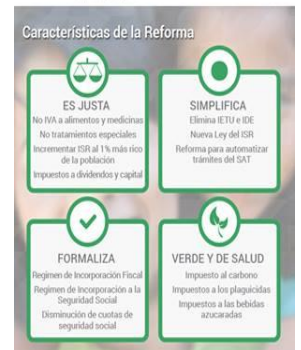 Características de la Reforma
ES JUSTA
No IVA a alimentos y medicinas
No tratamientos especiales
Incrementar ISR al 1% más rico
de la población
Impuestos a dividendos y capital
SIMPLIFICA
Elimina IETU e IDE
Nueva Ley del ISR
Reforma para automatizar
trámites del SAT
FORMALIZA
Regimen de Incorporación Fiscal
Regimen de Incorporación a la
Seguridad Social
Disminución de cuotas de
seguridad social
VERDE Y DE SALUD
Impuesto al carbono
Impuestos a los plaguicidas
Impuestos a las bebidas
azucaradas